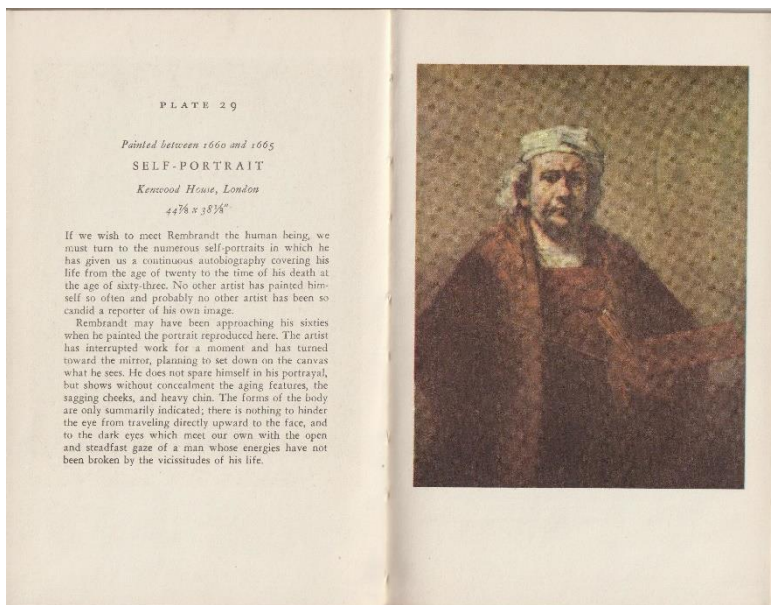 PLATE 29
Painted between 1660 and 1665
SELF-PORTRAIT
Kenwood House, London
44⅞ x 38⅛"
If we wish to meet Rembrandt the human being, we
must turn to the numerous self-portraits in which he
has given us a continuous autobiography covering his
life from the age of twenty to the time of his death at
the age of sixty-three. No other artist has painted him-
self so often and probably no other artist has been so
candid a reporter of his own image.
Rembrandt may have been approaching his sixties
when he painted the portrait reproduced here. The artist
has interrupted work for a moment and has turned
toward the mirror, planning to set down on the canvas
what he sees. He does not spare himself in his portrayal,
but shows without concealment the aging features, the
sagging cheeks, and heavy chin. The forms of the body
are only summarily indicated; there is nothing to hinder
the eye from traveling directly upward to the face, and
to the dark eyes which meet our own with the open
and steadfast gaze of a man whose energies have not
been broken by the vicissitudes of his life.